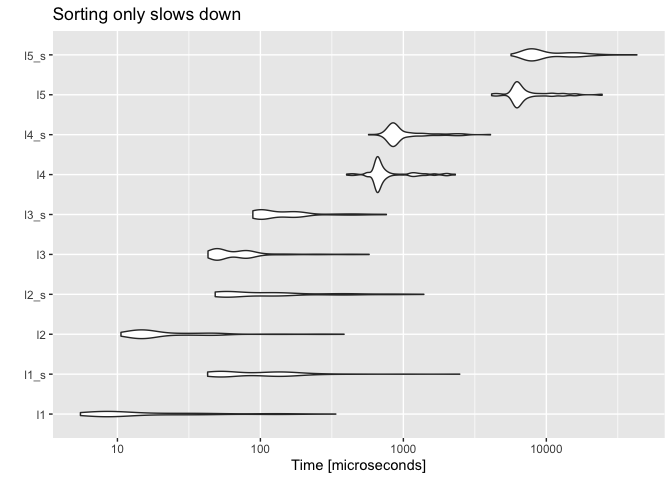 Sorting only slows down
l5_s
l5
l4_s
l4
l3_s
l3
l2_s
l2
l1_s
l1
10 100 1000 10000
Time [microseconds]